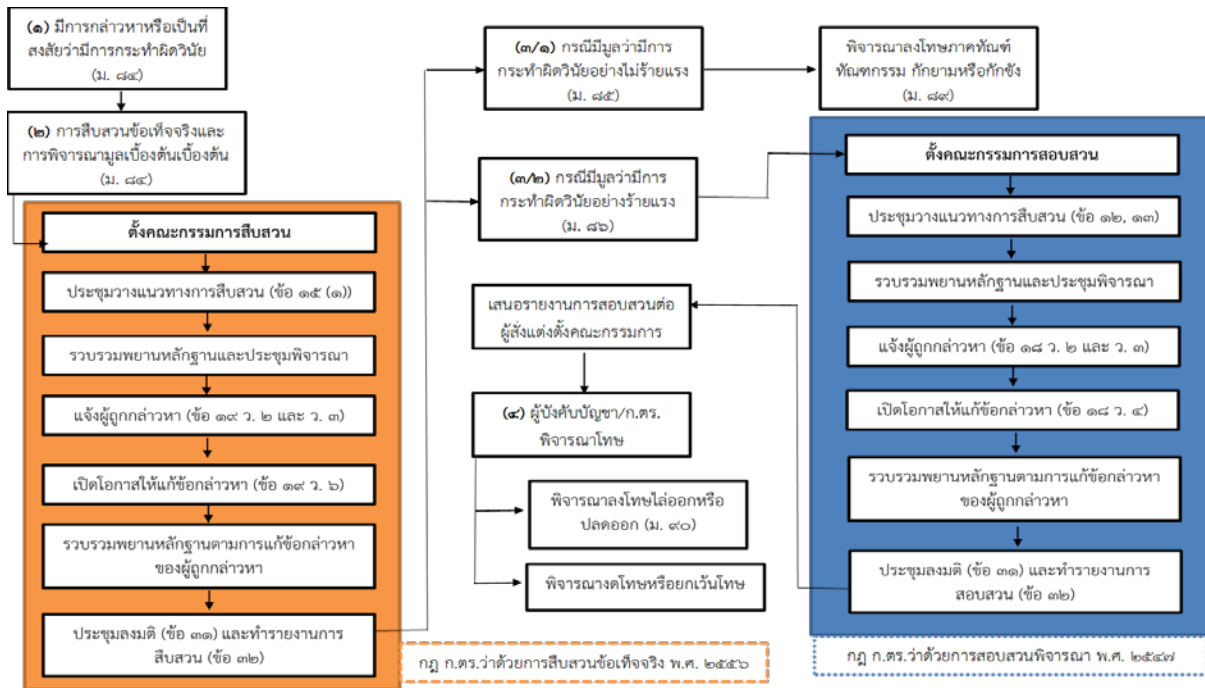 (๑) มีการกล่าวหาหรือเป็นที่
สงสัยว่ามีการกระทำผิดวินัย
(ม. ๘๔)
(๒) การสืบสวนข้อเท็จจริงและ
การพิจารณามูลเบื้องต้นเบื้องต้น
(ม. ๘๔)
ตั้งคณะกรรมการสืบสวน
ประชุมวางแนวทางการสืบสวน (ข้อ ๑๕ (๑))
รวบรวมพยานหลักฐานและประชุมพิจารณา
แจ้งผู้ถูกกล่าวหา (ข้อ ๑๙ ว. ๒ และ ว. ๓)
เปิดโอกาสให้แก้ข้อกล่าวหา (ข้อ ๑๙ ว. ๖)
รวบรวมพยานหลักฐานตามการแก้ข้อกล่าวหา
ของผู้ถูกกล่าวหา
ประชุมลงมติ (ข้อ ๓๑) และทำรายงานการ
สืบสวน (ข้อ ๓๒)
กฎ ก.ตร.ว่าด้วยการสืบสวนข้อเท็จจริง พ.ศ. ๒๕๕๖
(๓/๑) กรณีมีมูลว่ามีการ
กระทำผิดวินัยอย่างไม่ร้ายแรง
(ม. ๘๕)
พิจารณาลงโทษภาคทัณฑ์
ทัณฑกรรม กักยามหรือกักขัง
(ม. ๘๙)
(๓/๒) กรณีมีมูลว่ามีการ
กระทำผิดวินัยอย่างร้ายแรง
(ม. ๘๖)
ตั้งคณะกรรมการสอบสวน
ประชุมวางแนวทางการสืบสวน (ข้อ ๑๒, ๑๓)
รวบรวมพยานหลักฐานและประชุมพิจารณา
แจ้งผู้ถูกกล่าวหา (ข้อ ๑๘ ว. ๒ และ ว. ๓)
เปิดโอกาสให้แก้ข้อกล่าวหา (ข้อ ๑๘ ว. ๔)
รวบรวมพยานหลักฐานตามการแก้ข้อกล่าวหา
ของผู้ถูกกล่าวหา
ประชุมลงมติ (ข้อ ๓๑) และทำรายงานการ
สอบสวน (ข้อ ๓๒)
กฎ ก.ตร.ว่าด้วยการสอบสวนพิจารณา พ.ศ. ๒๕๔๗
เสนอรายงานการสอบสวนต่อ
ผู้สั่งแต่งตั้งคณะกรรมการ
(๔) ผู้บังคับบัญชา/ก.ตร.
พิจารณาโทษ
พิจารณาลงโทษไล่ออกหรือ
ปลดออก (ม. ๙๐)
พิจารณางดโทษหรือยกเว้นโทษ